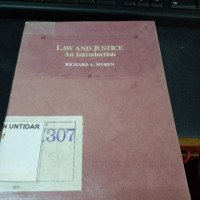 LAW AND JUSTICE
An Introduction
RICHARD A. MYREN
N UNTIDAR
.307